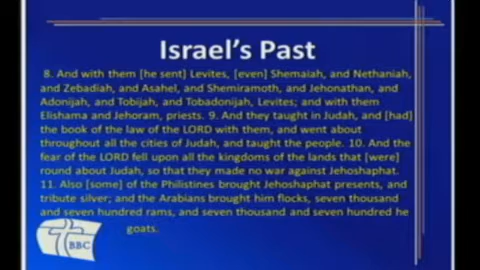 Israel's Past
8. And with them [he sent] Levites, [even] Shemaiah, and Nethaniah,
and Zebadiah, and Asahel, and Shemiramoth, and Jehonathan, and
Adonijah, and Tobijah, and Tobadonijah, Levites; and with them
Elishama and Jehoram, priests. 9. And they taught in Judah, and [had]
the book of the law of the LORD with them, and went about
throughout all the cities of Judah, and taught the people. 10. And the
fear of the LORD fell upon all the kingdoms of the lands that [were]
round about Judah, so that they made no war against Jehoshaphat.
11. Also [some] of the Philistines brought Jehoshaphat presents, and
tribute silver; and the Arabians brought him flocks, seven thousand
and seven hundred rams, and seven thousand and seven hundred he
goats.
BBC